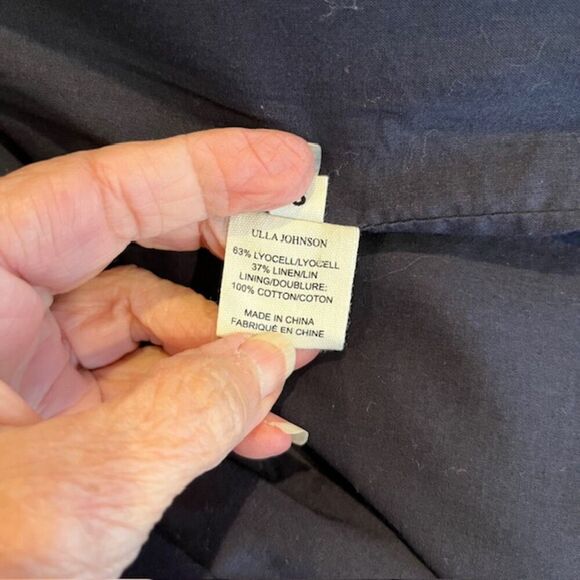 ULLA JOHNSON
63% LYOCELL/LYOCELL
37% LINEN/LIN
LINING/DOUBLURE:
100% COTTON/COTON
MADE IN CHINA
FABRIQUÉ EN CHINE